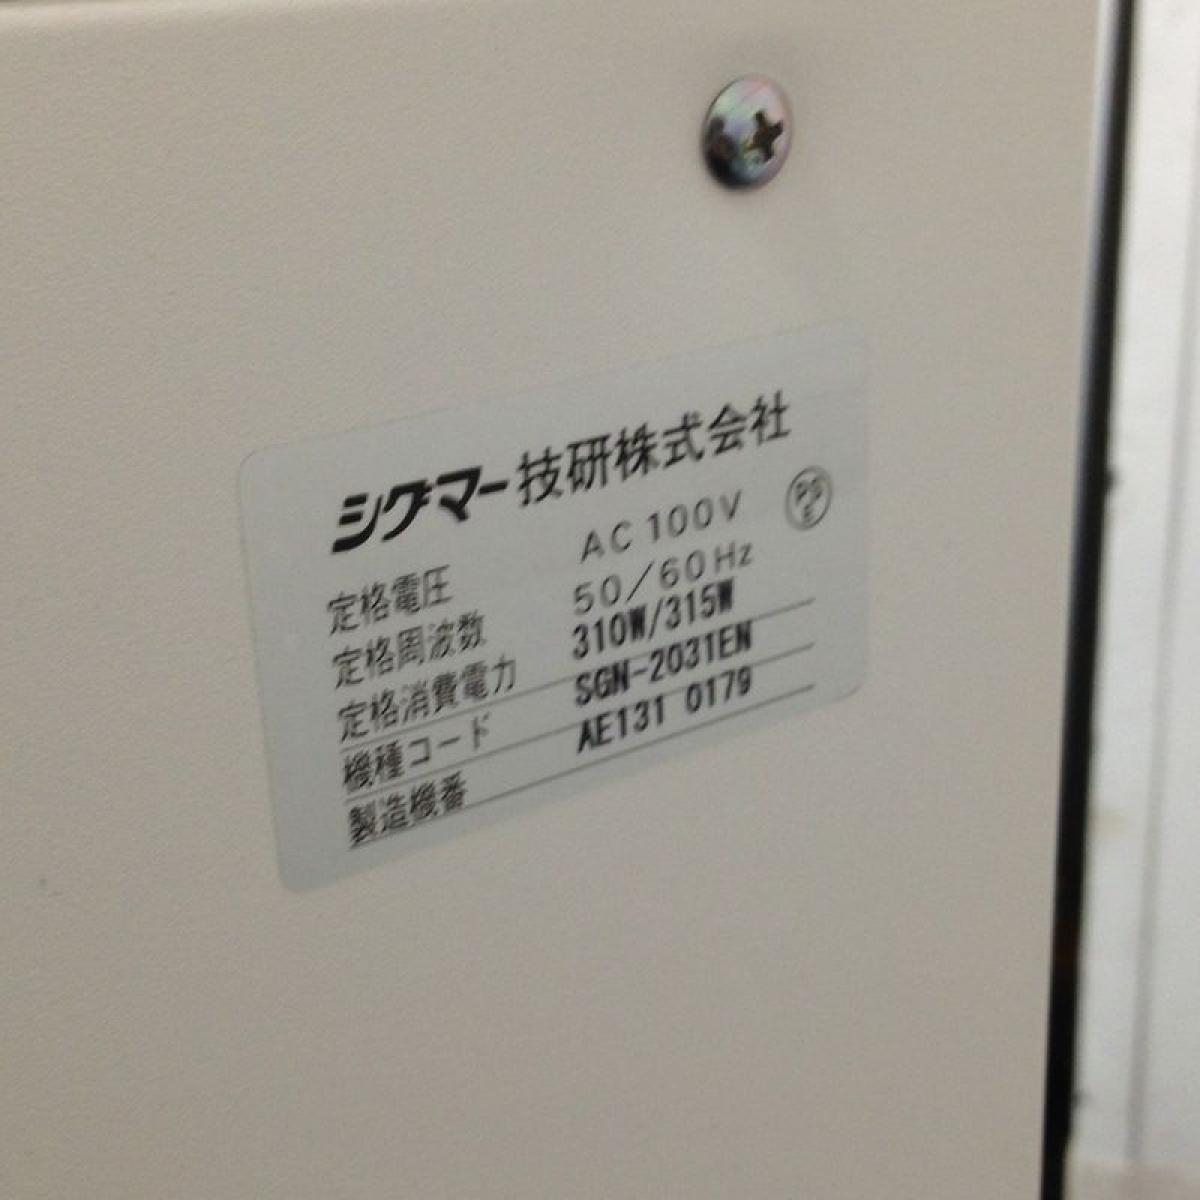 シグマー技研株式会社
定格電圧 AC 100V
PS
E
定格周波数 50/60Hz
定格消費電力 310W/315W
機種コード SGN-2031EN
製造機番 AE131 0179